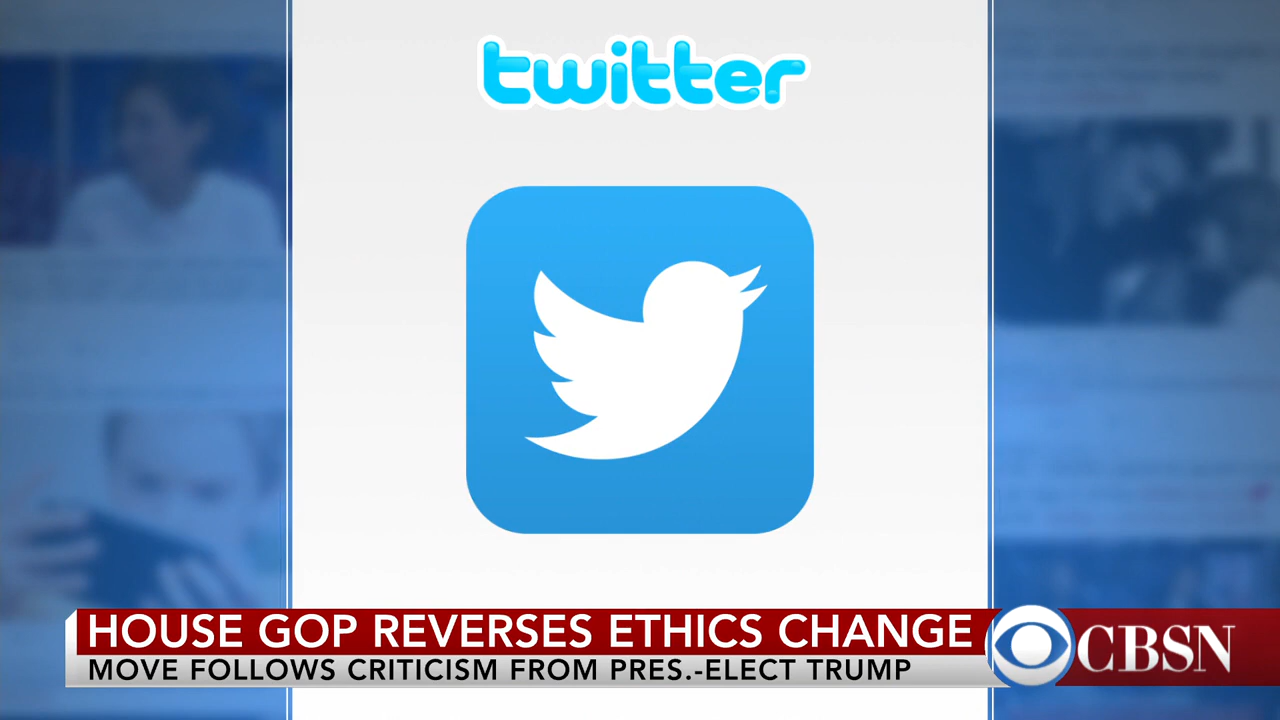 twitter
HOUSE GOP REVERSES ETHICS CHANGE
MOVE FOLLOWS CRITICISM FROM PRES.-ELECT TRUMP
CBSN